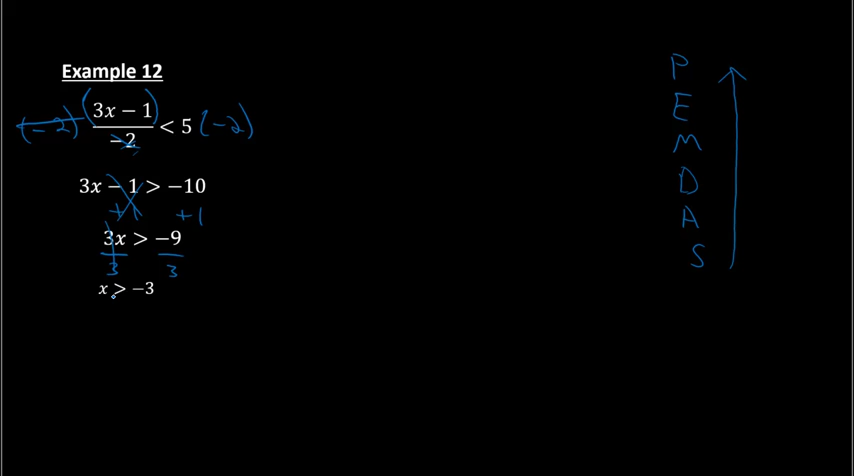 Example 12
(−2) (3x − 1)/−2 < 5 (−2)
3x − 1 > −10
+1 +1
3x > −9
3 3
x > −3
P
E
M
D
A
S